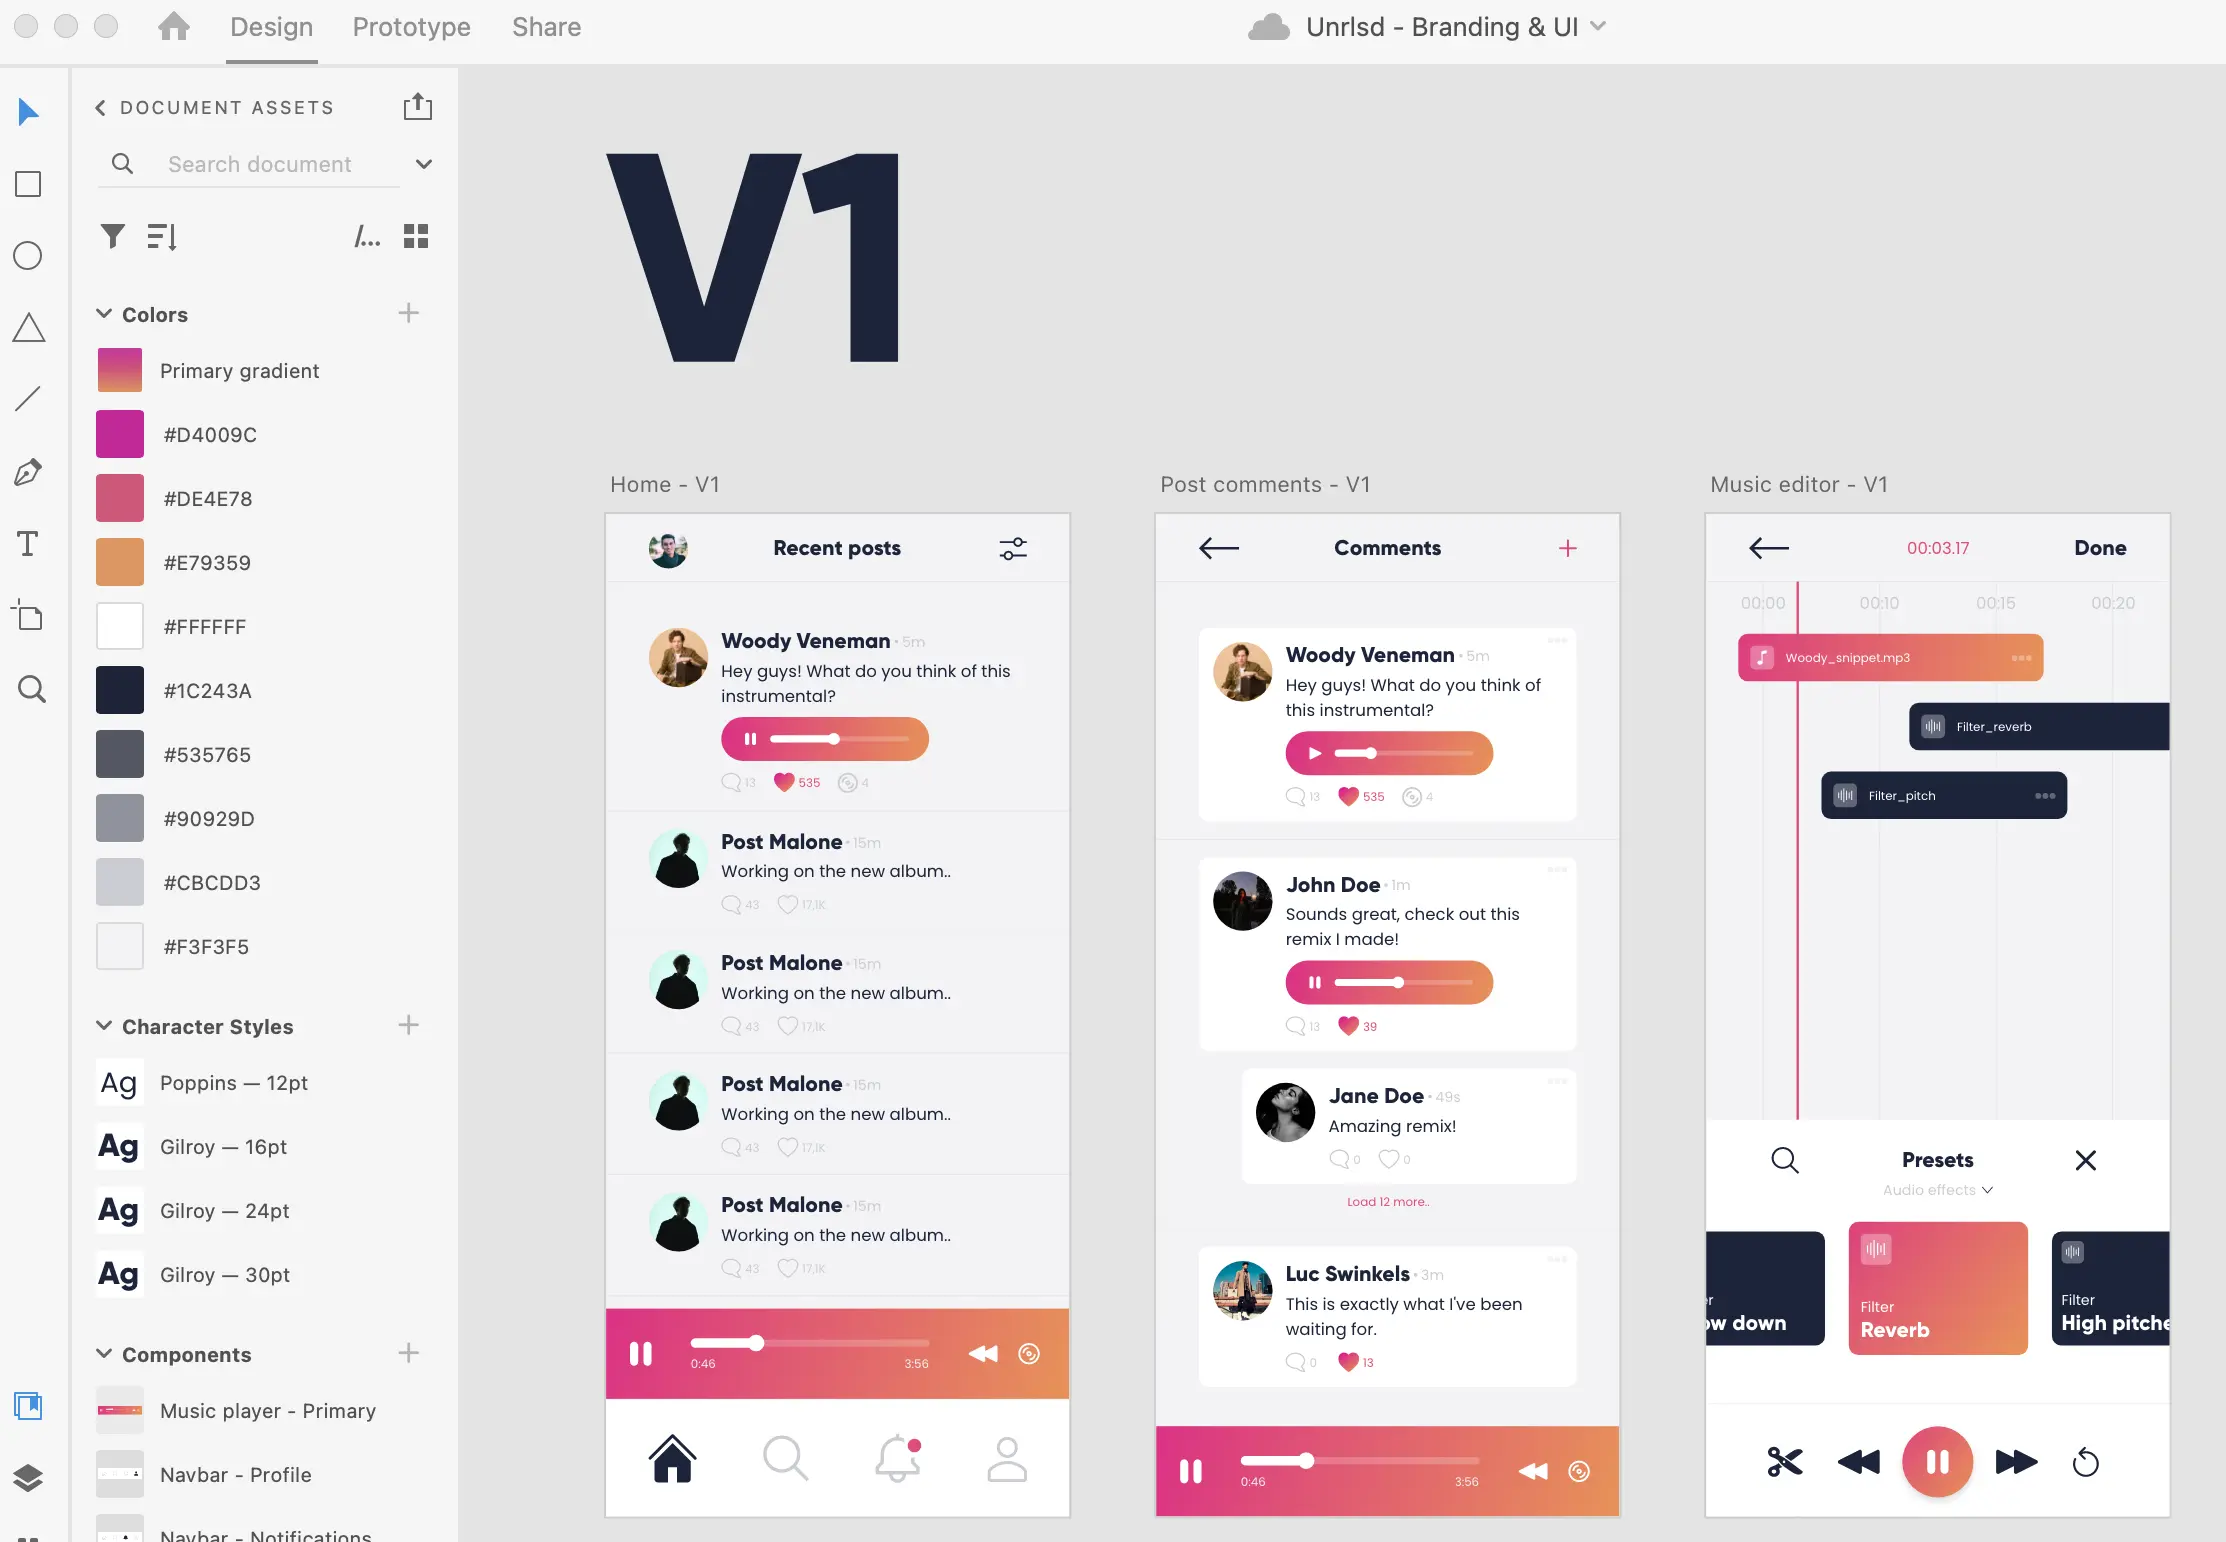 Design
Prototype
Share
Unrlsd - Branding & UI
DOCUMENT ASSETS
Search document
/...
Colors
Primary gradient
#D4009C
#DE4E78
#E79359
#FFFFFF
#1C243A
#535765
#90929D
#CBCDD3
#F3F3F5
Character Styles
Ag Poppins — 12pt
Ag Gilroy — 16pt
Ag Gilroy — 24pt
Ag Gilroy — 30pt
Components
Music player - Primary
Navbar - Profile
Navbar - Notifications
V1
Home - V1
Recent posts
Woody Veneman • 5m
Hey guys! What do you think of this
instrumental?
13 535 4
Post Malone • 15m
Working on the new album..
43 17,1K
Post Malone • 15m
Working on the new album..
43 17,1K
Post Malone • 15m
Working on the new album..
43 17,1K
Post Malone • 15m
Working on the new album..
43 17,1K
0:46 3:56
Post comments - V1
Comments
Woody Veneman • 5m
Hey guys! What do you think of
this instrumental?
13 535 4
John Doe • 1m
Sounds great, check out this
remix I made!
13 39
Jane Doe • 49s
Amazing remix!
0 0
Load 12 more..
Luc Swinkels • 3m
This is exactly what I've been
waiting for.
0 13
0:46 3:56
Music editor - V1
00:03.17
Done
00:00 00:10 00:15 00:20
Woody_snippet.mp3
Filter_reverb
Filter_pitch
Presets
Audio effects
er
ow down
Filter
Reverb
Filter
High pitche